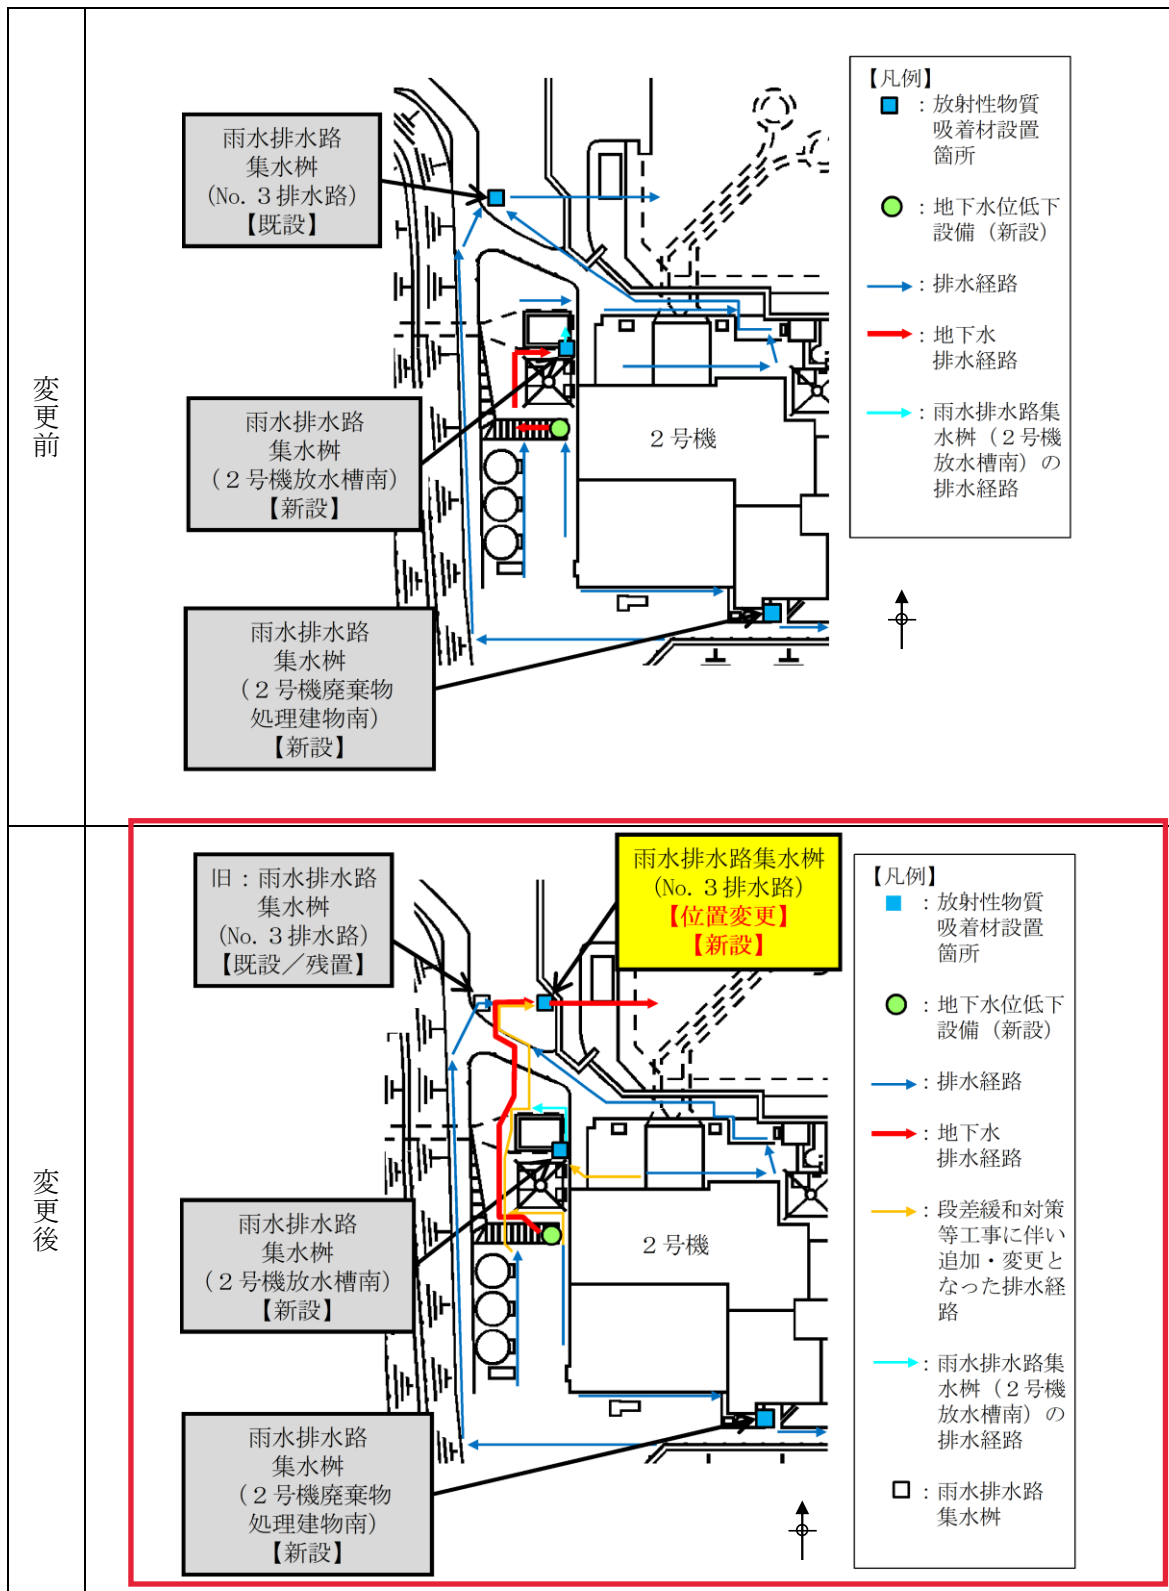 変更前
雨水排水路
集水桝
(No. 3排水路)
【既設】
雨水排水路
集水桝
(2号機放水槽南)
【新設】
雨水排水路
集水桝
(2号機廃棄物
処理建物南)
【新設】
2号機
【凡例】
:放射性物質
吸着材設置
箇所
:地下水位低下
設備(新設)
:排水経路
:地下水
排水経路
:雨水排水路集
水桝(2号機
放水槽南)の
排水経路
変更後
旧:雨水排水路
集水桝
(No. 3排水路)
【既設/残置】
雨水排水路集水桝
(No. 3排水路)
【位置変更】
【新設】
雨水排水路
集水桝
(2号機放水槽南)
【新設】
雨水排水路
集水桝
(2号機廃棄物
処理建物南)
【新設】
2号機
【凡例】
:放射性物質
吸着材設置
箇所
:地下水位低下
設備(新設)
:排水経路
:地下水
排水経路
:段差緩和対策
等工事に伴い
追加・変更と
なった排水経
路
:雨水排水路集
水桝(2号機
放水槽南)の
排水経路
:雨水排水路
集水桝